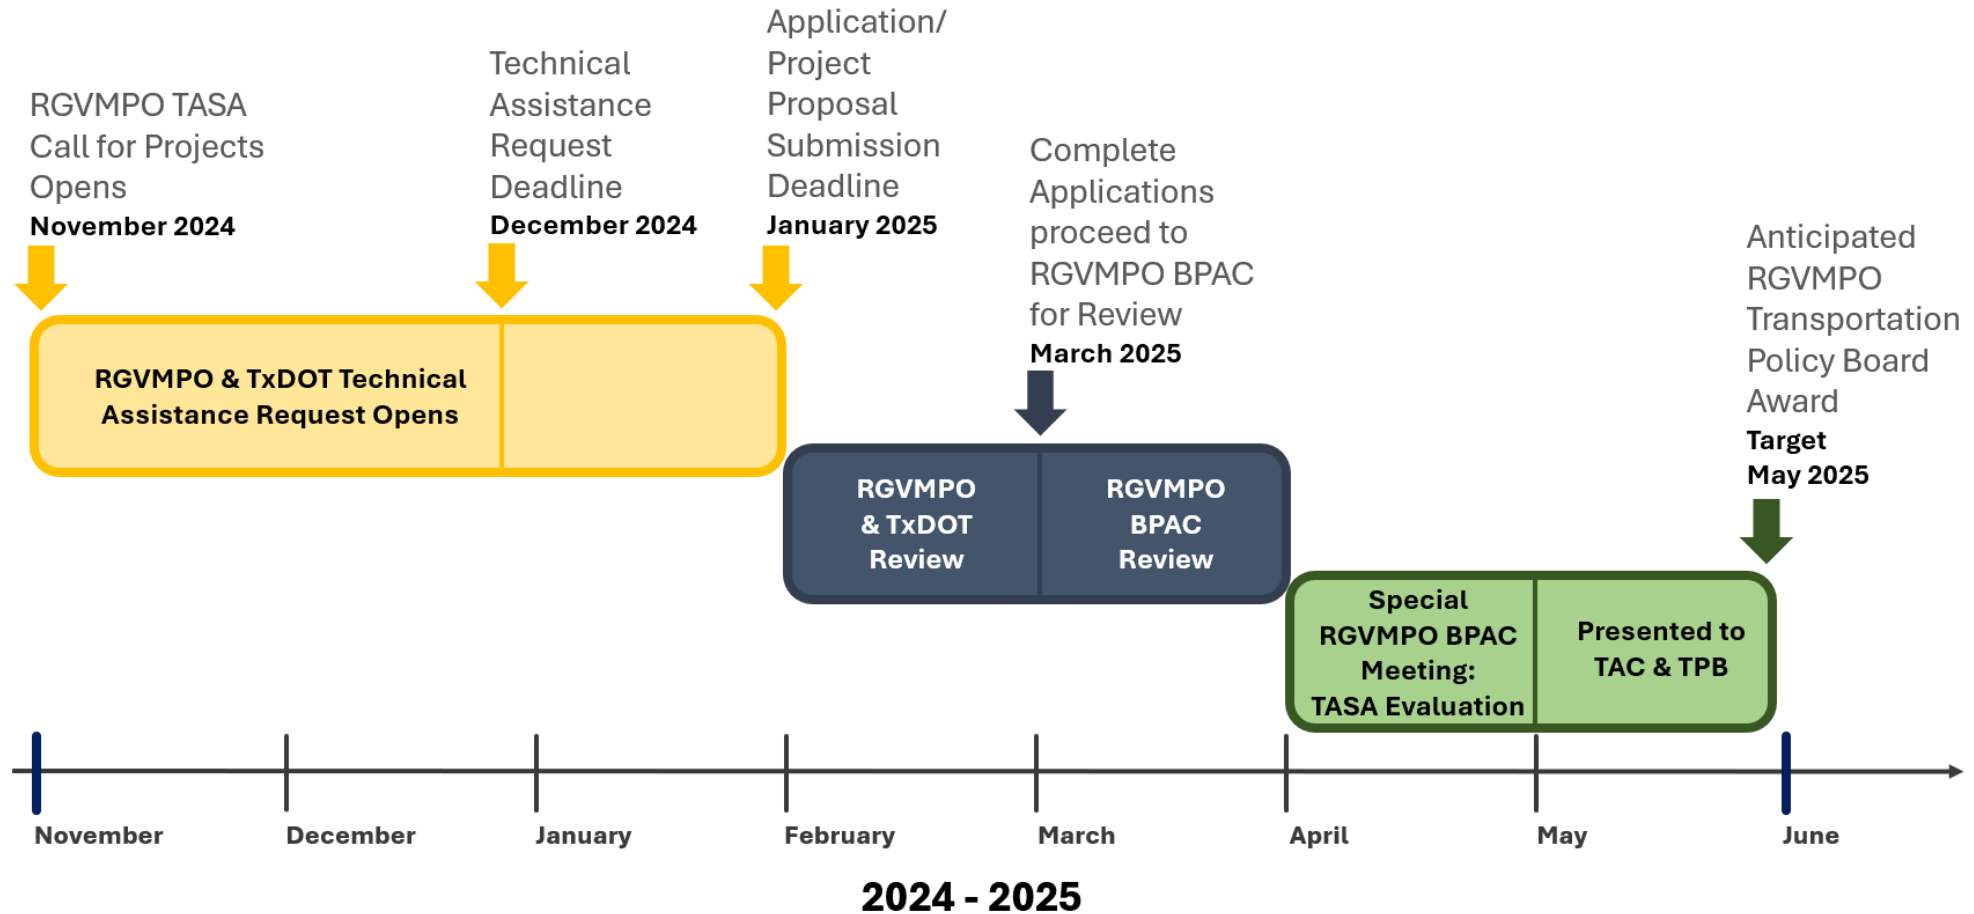 RGVMPO TASA
Call for Projects
Opens
November 2024
Technical
Assistance
Request
Deadline
December 2024
Application/
Project
Proposal
Submission
Deadline
January 2025
Complete
Applications
proceed to
RGVMPO BPAC
for Review
March 2025
Anticipated
RGVMPO
Transportation
Policy Board
Award
Target
May 2025
RGVMPO & TxDOT Technical
Assistance Request Opens
RGVMPO
& TxDOT
Review
RGVMPO
BPAC
Review
Special
RGVMPO BPAC
Meeting:
TASA Evaluation
Presented to
TAC & TPB
November
December
January
February
March
April
May
June
2024 - 2025